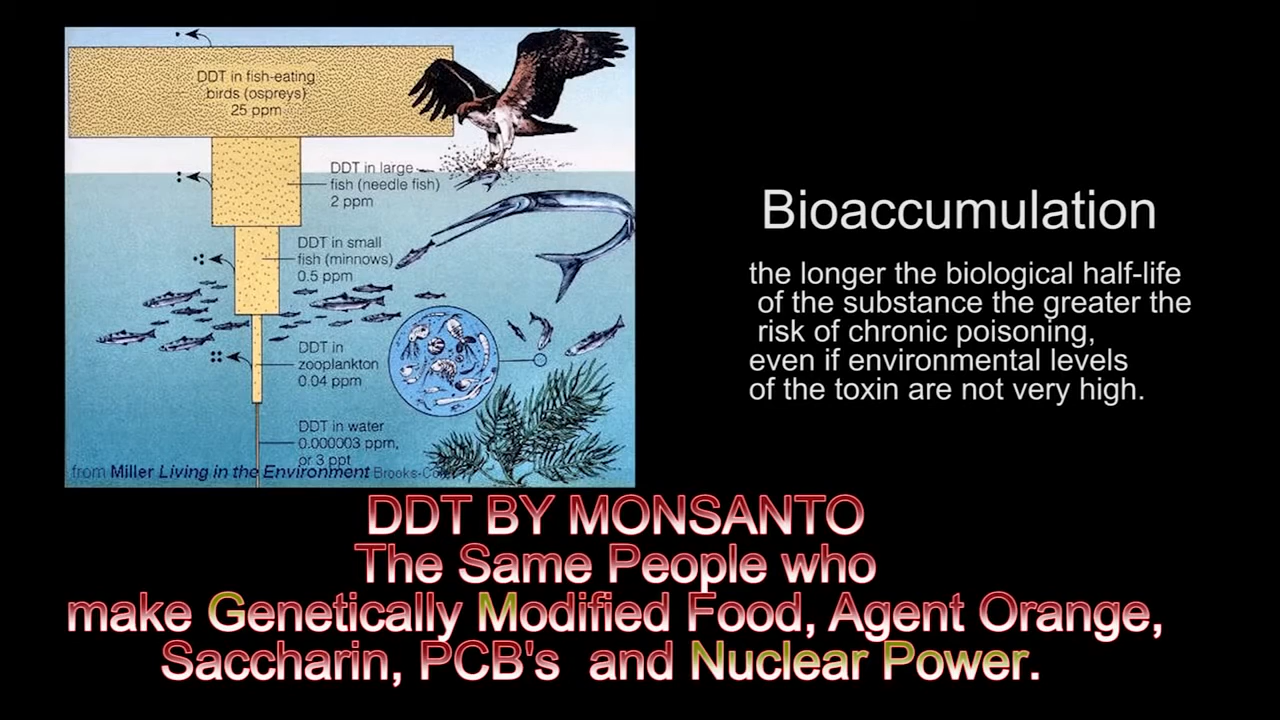 DDT in fish-eating
birds (ospreys)
25 ppm
DDT in large
fish (needle fish)
2 ppm
DDT in small
fish (minnows)
0.5 ppm
DDT in
zooplankton
0.04 ppm
DDT in water
0.000003 ppm,
or 3 ppt
from Miller Living in the Environment
Bioaccumulation
the longer the biological half-life
of the substance the greater the
risk of chronic poisoning,
even if environmental levels
of the toxin are not very high.
DDT BY MONSANTO
The Same People who
make Genetically Modified Food, Agent Orange,
Saccharin, PCB's and Nuclear Power.